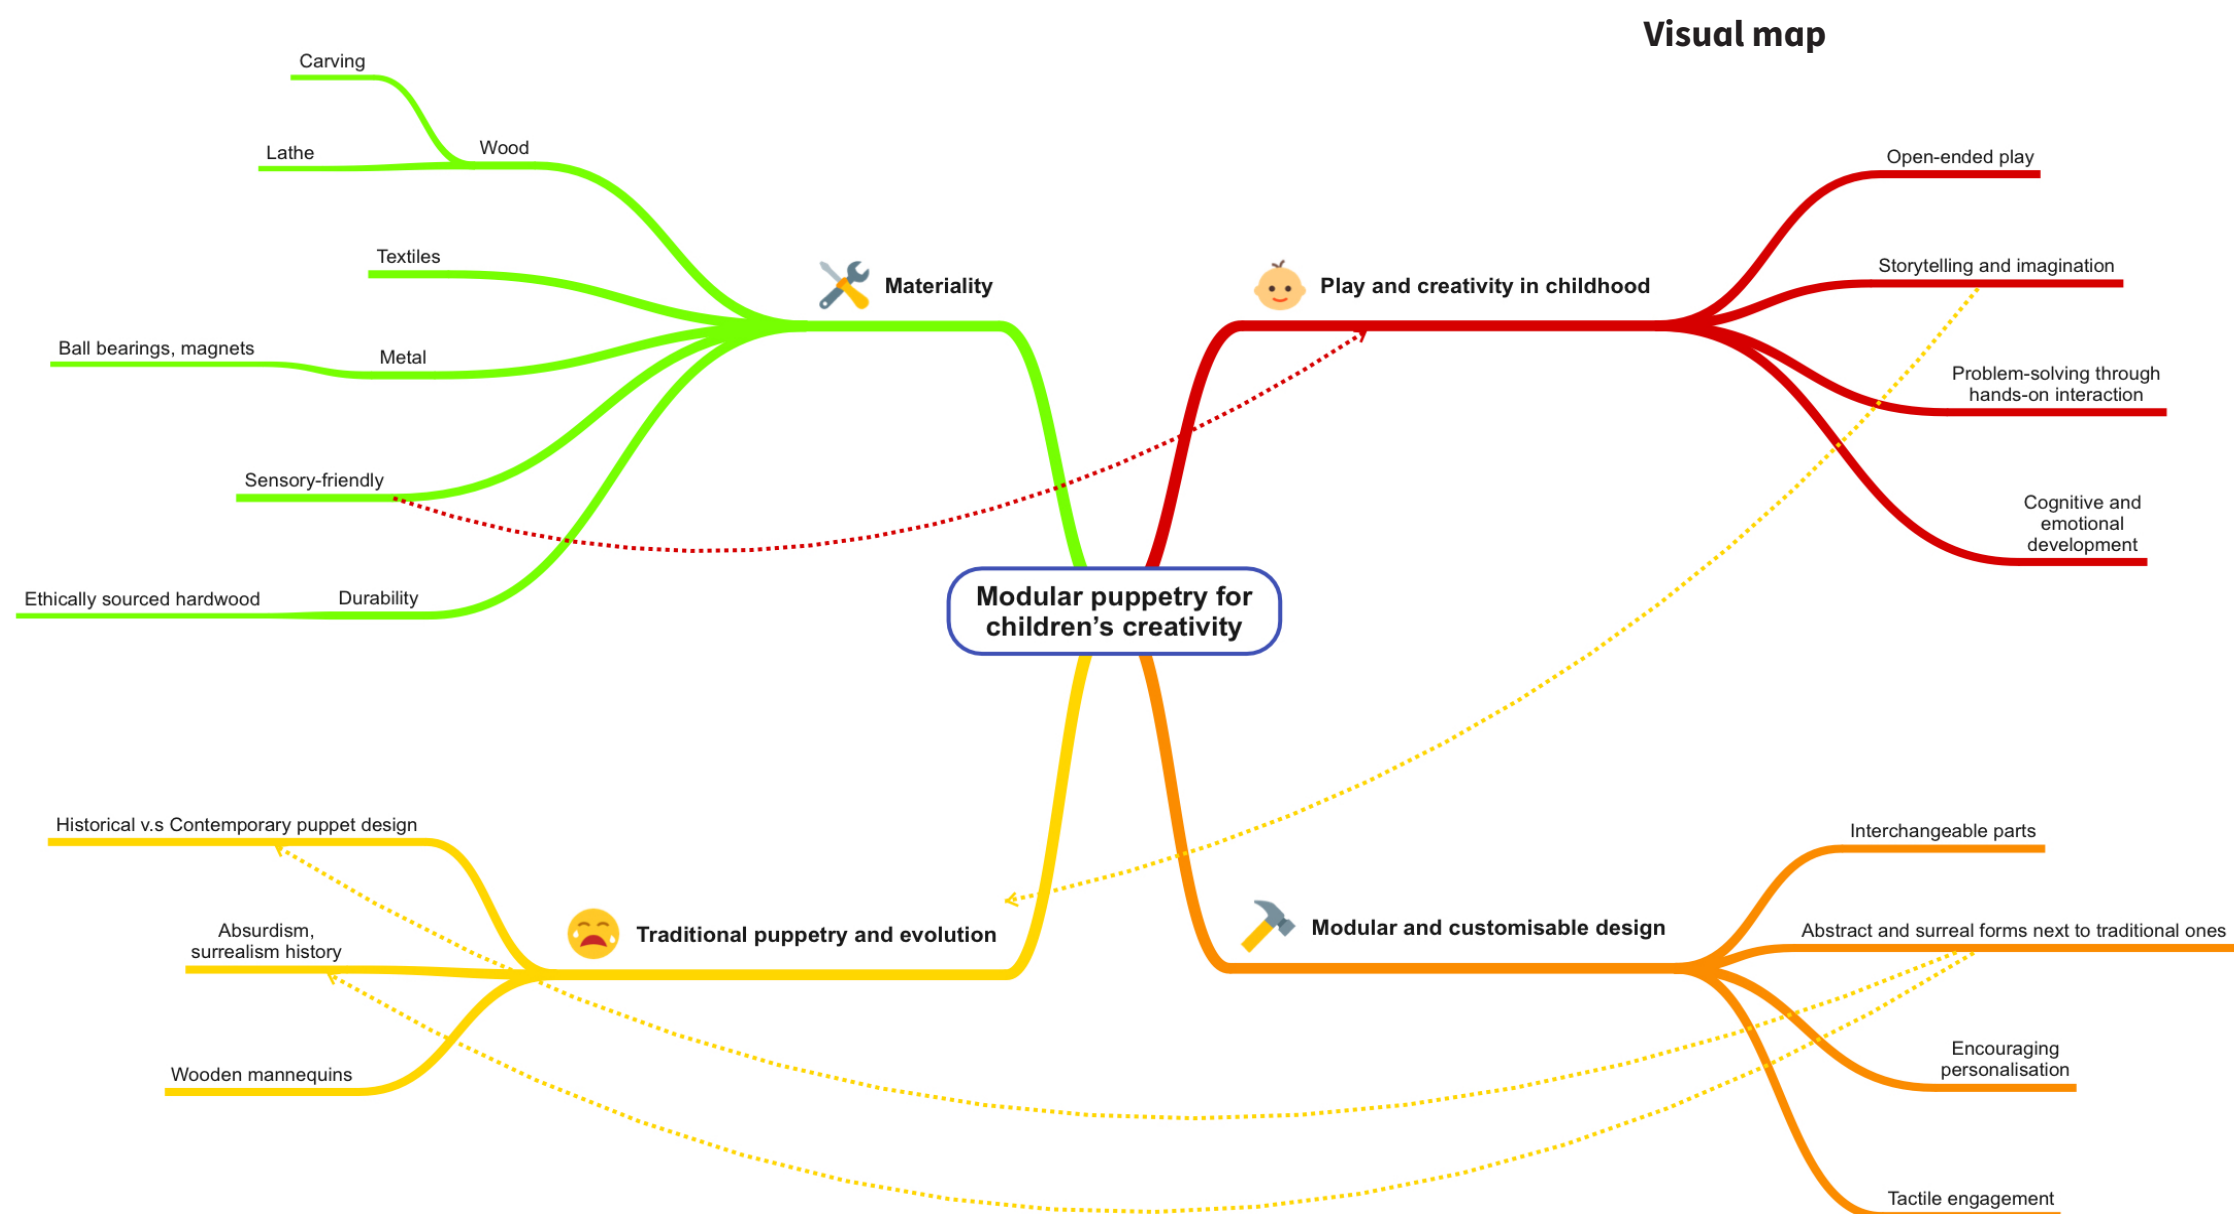 Visual map
Carving
Lathe
Wood
Textiles
Ball bearings, magnets
Metal
Sensory-friendly
Ethically sourced hardwood
Durability
Materiality
Play and creativity in childhood
Open-ended play
Storytelling and imagination
Problem-solving through
hands-on interaction
Cognitive and
emotional
development
Modular puppetry for
children’s creativity
Historical v.s Contemporary puppet design
Absurdism,
surrealism history
Wooden mannequins
Traditional puppetry and evolution
Modular and customisable design
Interchangeable parts
Abstract and surreal forms next to traditional ones
Encouraging
personalisation
Tactile engagement